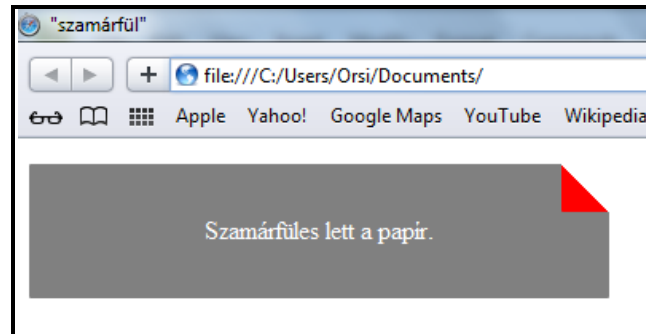 "szamárfül"
file:///C:/Users/Orsi/Documents/
Apple Yahoo! Google Maps YouTube Wikipedia
Szamárfüles lett a papír.